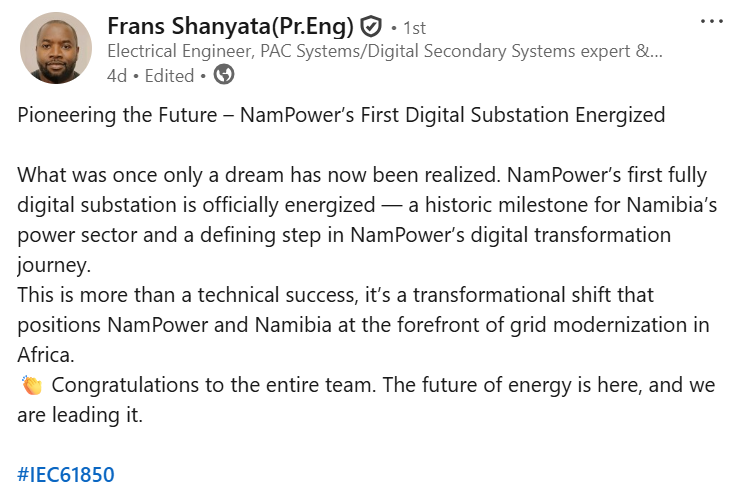 Frans Shanyata(Pr.Eng) • 1st
Electrical Engineer, PAC Systems/Digital Secondary Systems expert &...
4d • Edited •
Pioneering the Future – NamPower’s First Digital Substation Energized
What was once only a dream has now been realized. NamPower’s first fully
digital substation is officially energized — a historic milestone for Namibia’s
power sector and a defining step in NamPower’s digital transformation
journey.
This is more than a technical success, it’s a transformational shift that
positions NamPower and Namibia at the forefront of grid modernization in
Africa.
👏 Congratulations to the entire team. The future of energy is here, and we
are leading it.
#IEC61850